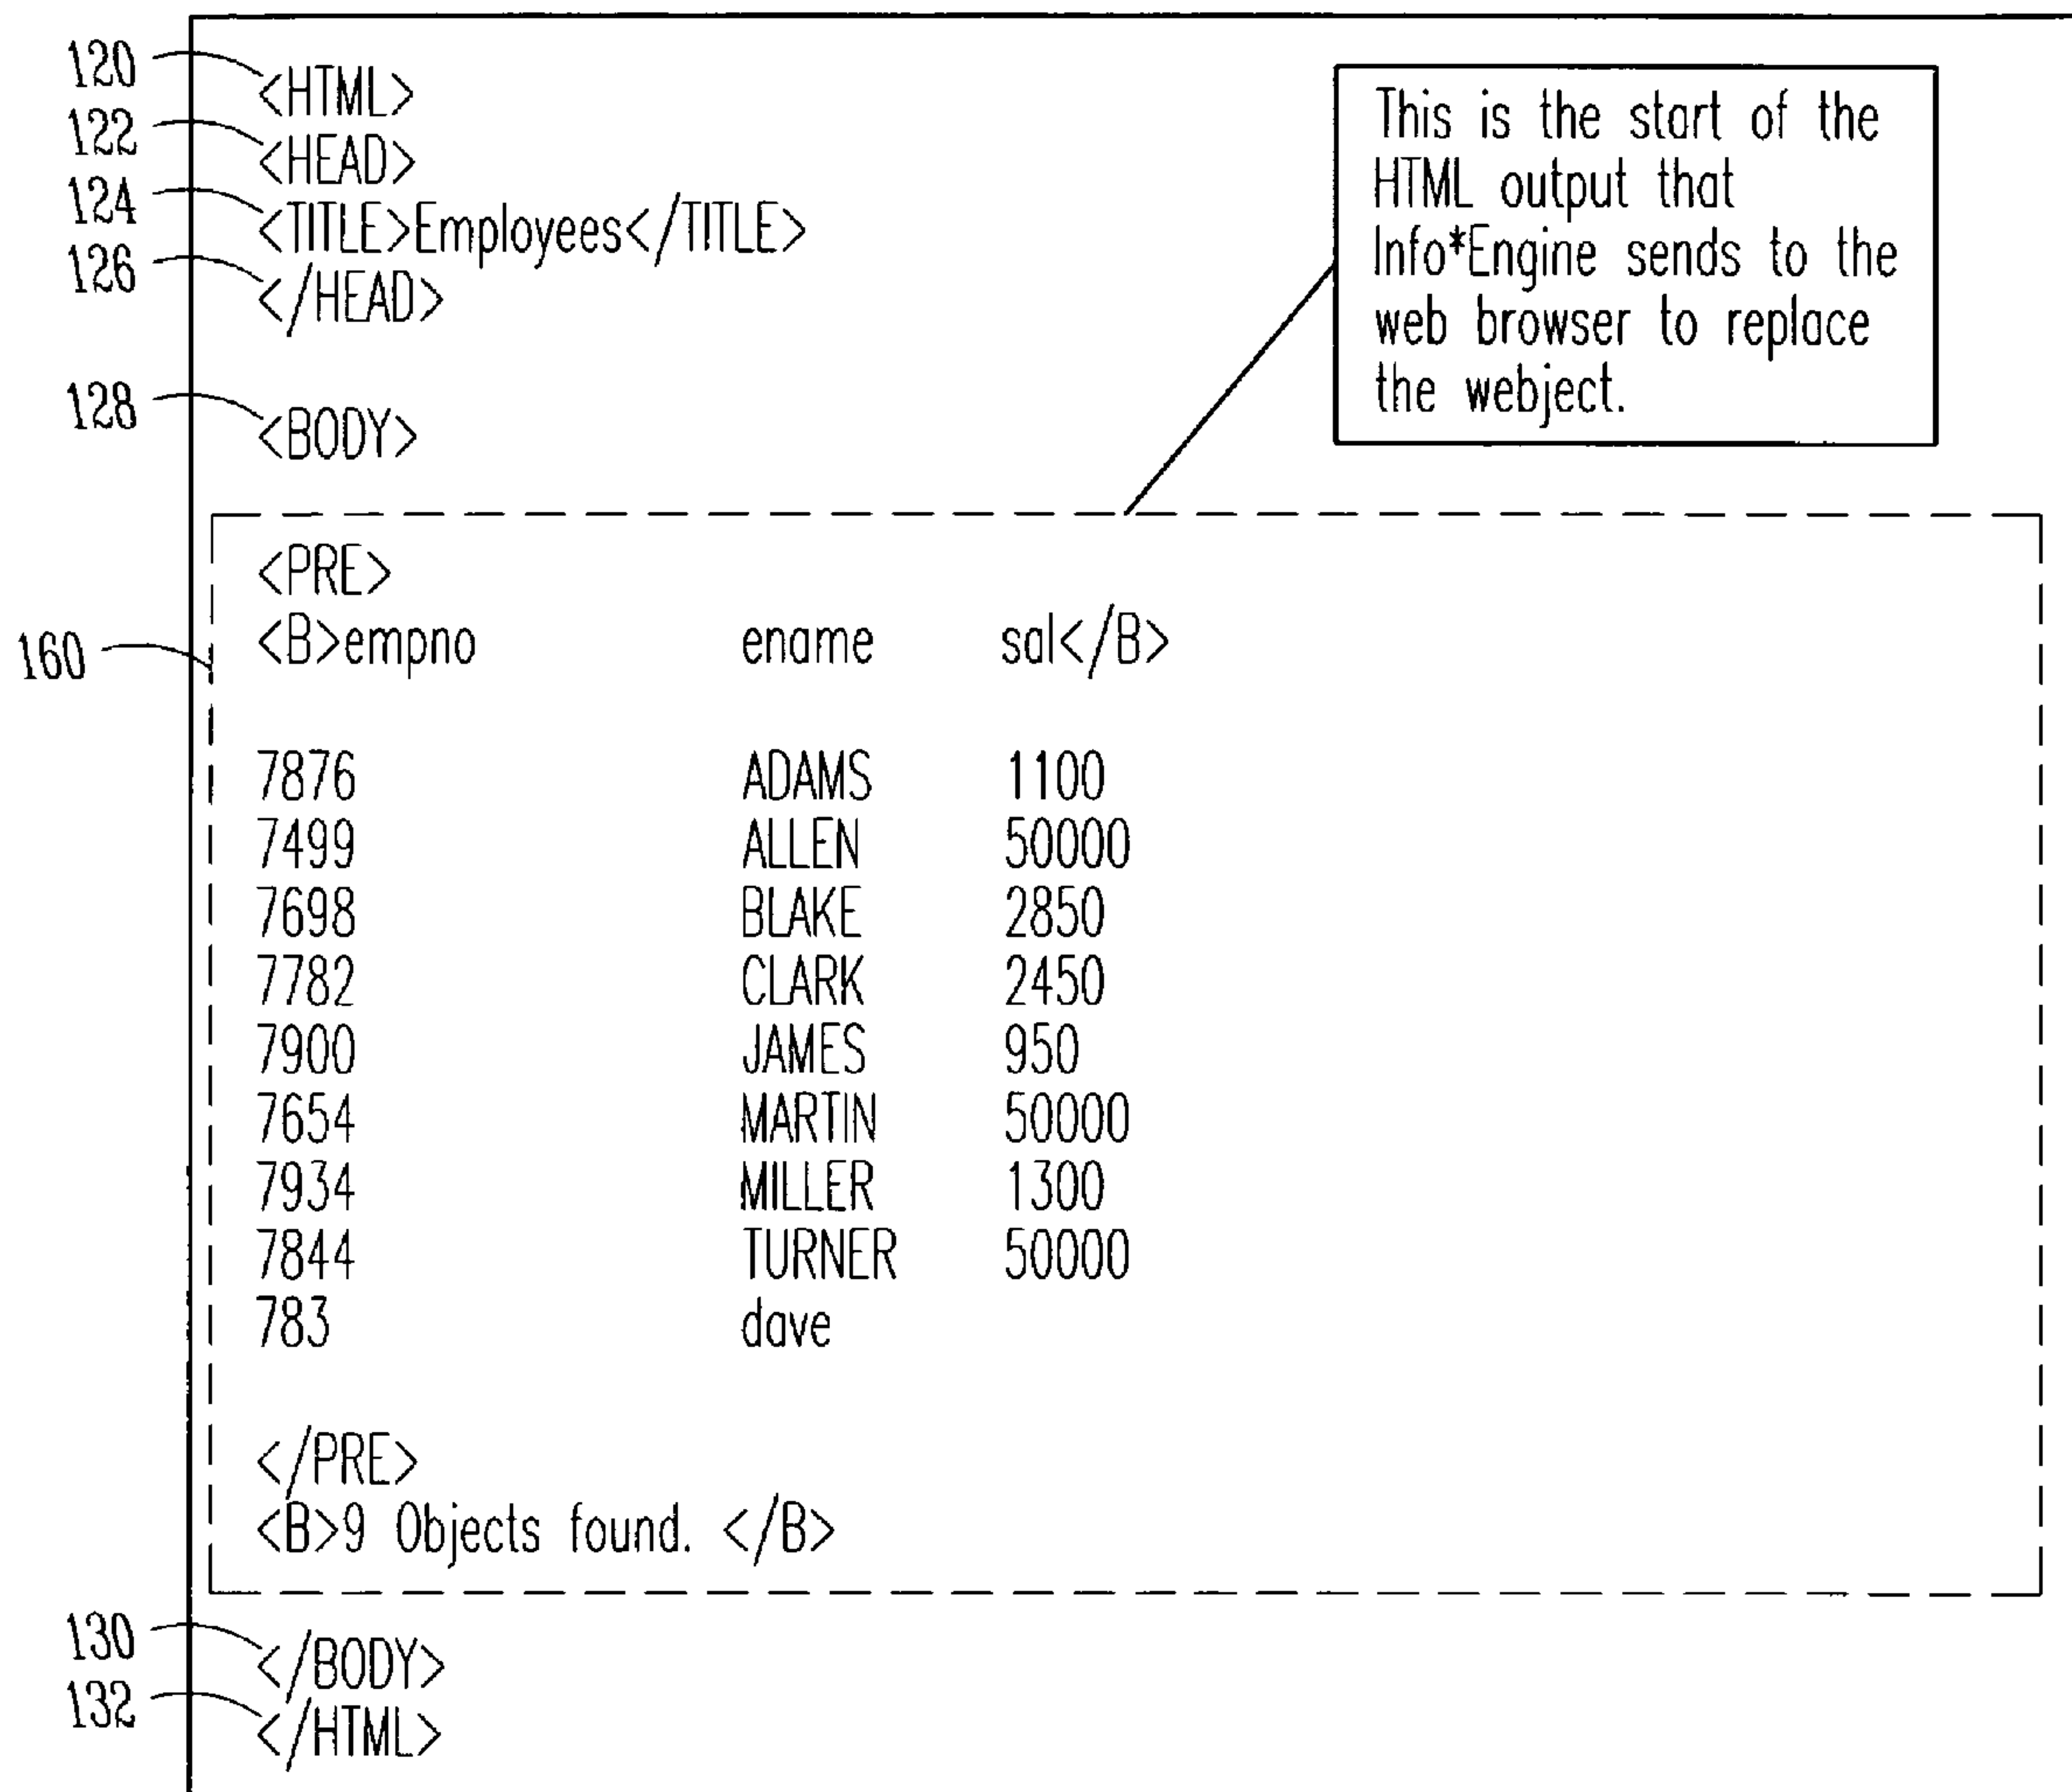 120 <HTML>
122 <HEAD>
124 <TITLE>Employees</TITLE>
126 </HEAD>
This is the start of the
HTML output that
Info*Engine sends to the
web browser to replace
the webject.
128 <BODY>
<PRE>
160 <B>empno ename sal</B>
7876 ADAMS 1100
7499 ALLEN 50000
7698 BLAKE 2850
7782 CLARK 2450
7900 JAMES 950
7654 MARTIN 50000
7934 MILLER 1300
7844 TURNER 50000
783 dave
</PRE>
<B>9 Objects found. </B>
130 </BODY>
132 </HTML>